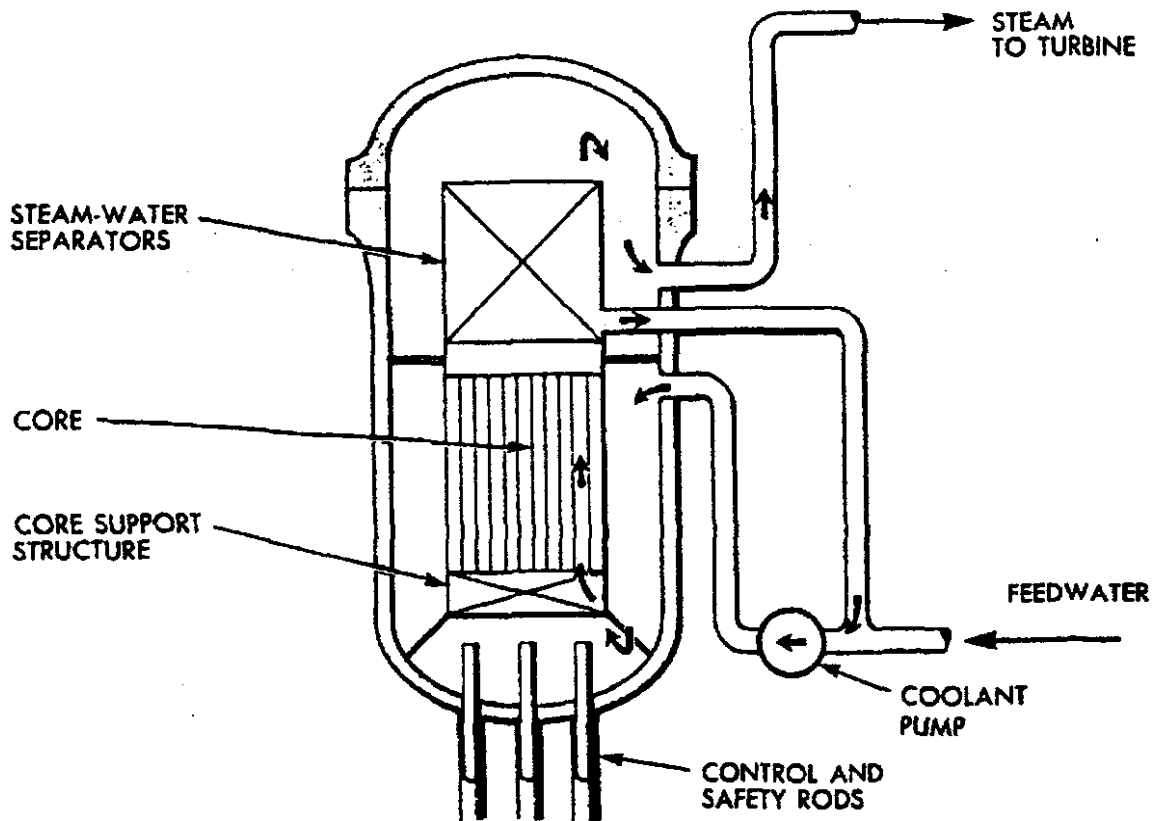 STEAM
TO TURBINE
STEAM-WATER
SEPARATORS
CORE
CORE SUPPORT
STRUCTURE
FEEDWATER
COOLANT
PUMP
CONTROL AND
SAFETY RODS